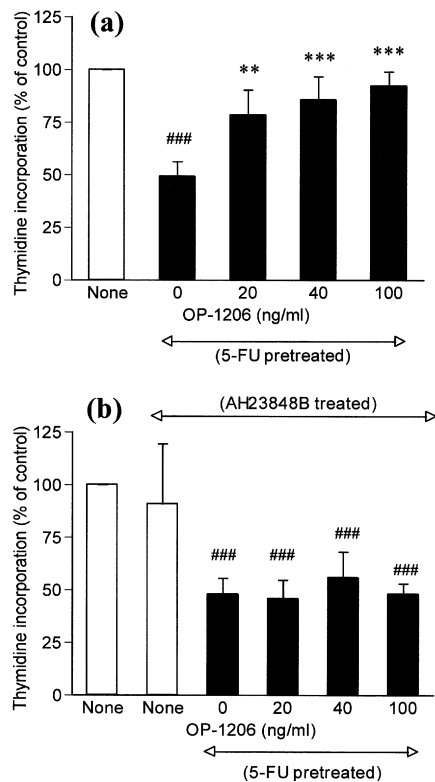 (a)
Thymidine incorporation (% of control)
125
100
75
50
25
0
###
**
***
***
None 0 20 40 100
OP-1206 (ng/ml)
(5-FU pretreated)
(b)
(AH23848B treated)
Thymidine incorporation (% of control)
125
100
75
50
25
0
###
###
###
###
None None 0 20 40 100
OP-1206 (ng/ml)
(5-FU pretreated)